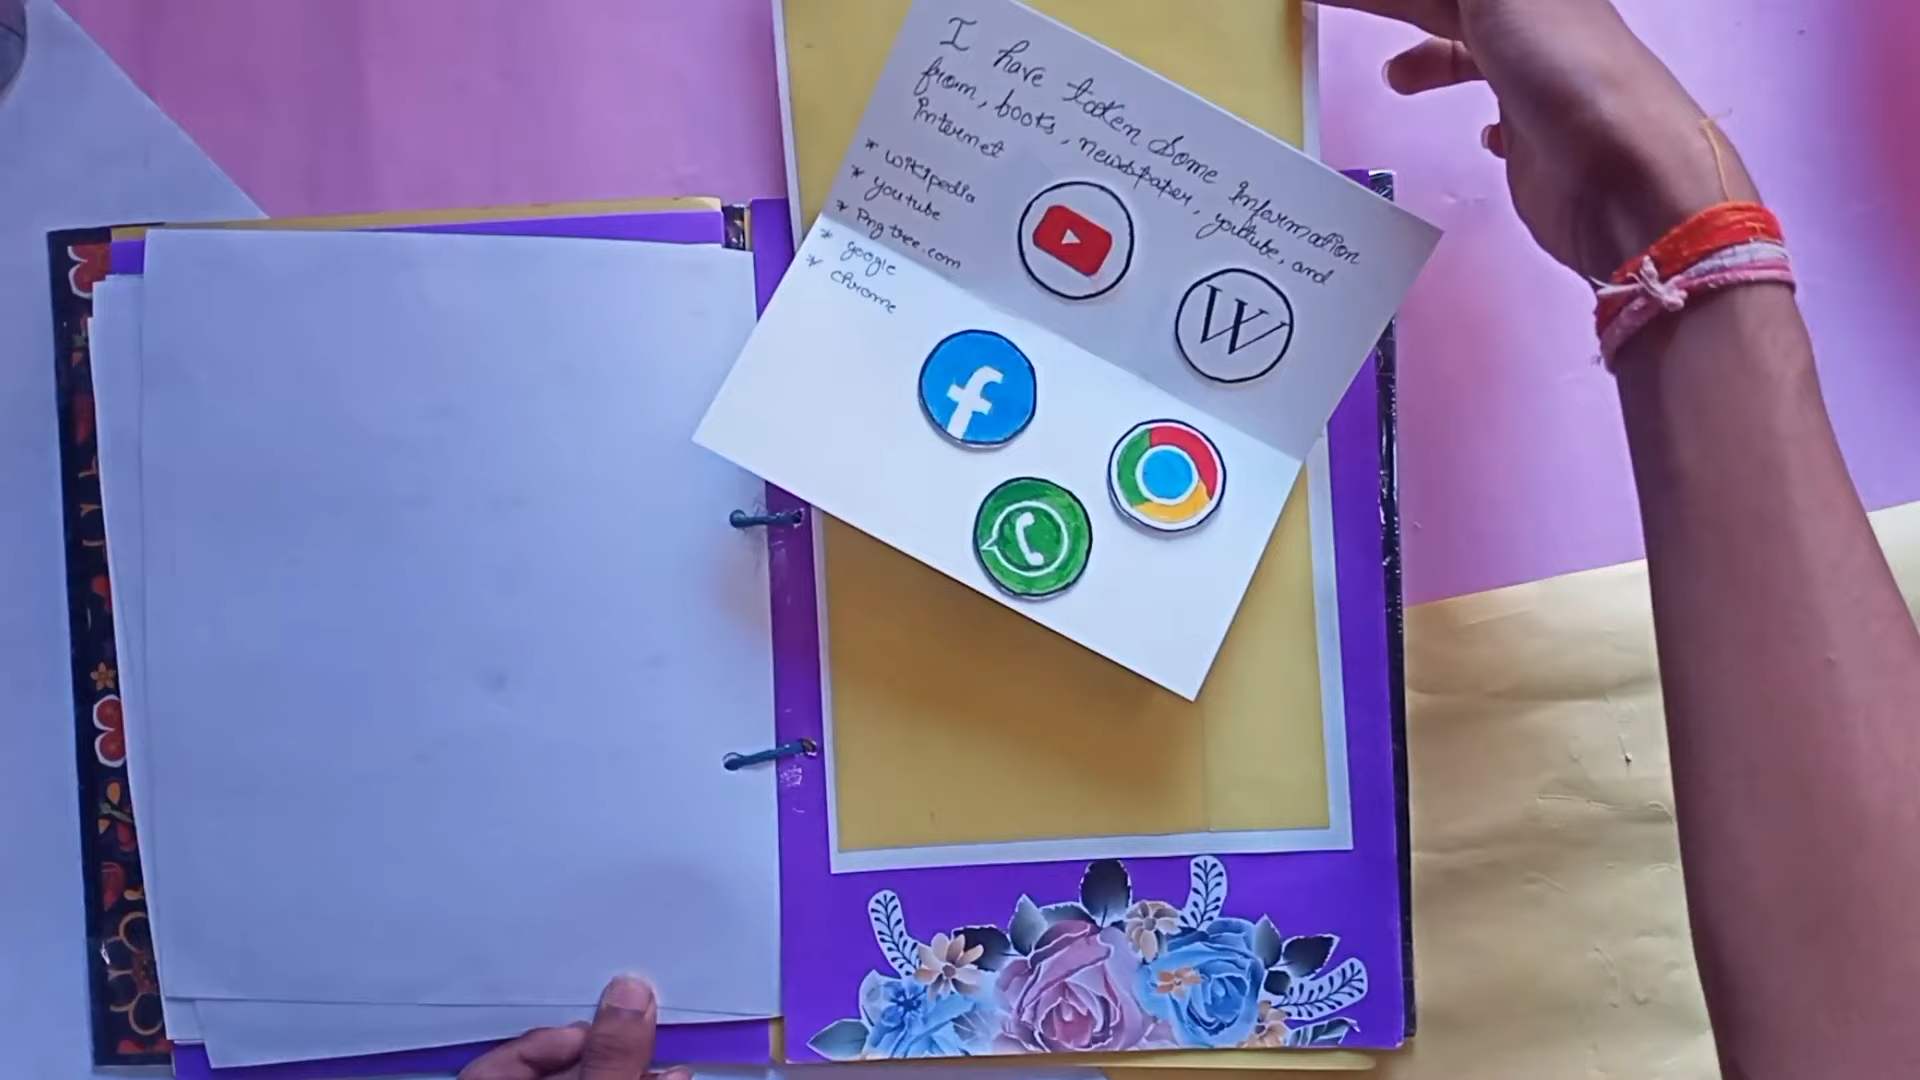 I have taken some Information
from, books, newspaper, youtube, and
Internet
* wikipedia
* youtube
* Png tree.com
* google
* chrome
W
f